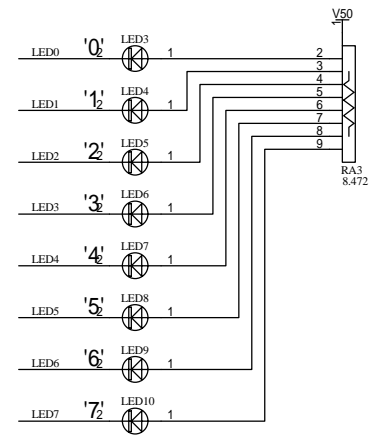 V50
LED0 '0' 2 LED3 1 2
3
LED1 '1' 2 LED4 1 4
5
LED2 '2' 2 LED5 1 6
7
8
9
LED3 '3' 2 LED6 1
RA3
8.472
LED4 '4' 2 LED7 1
LED5 '5' 2 LED8 1
LED6 '6' 2 LED9 1
LED7 '7' 2 LED10 1